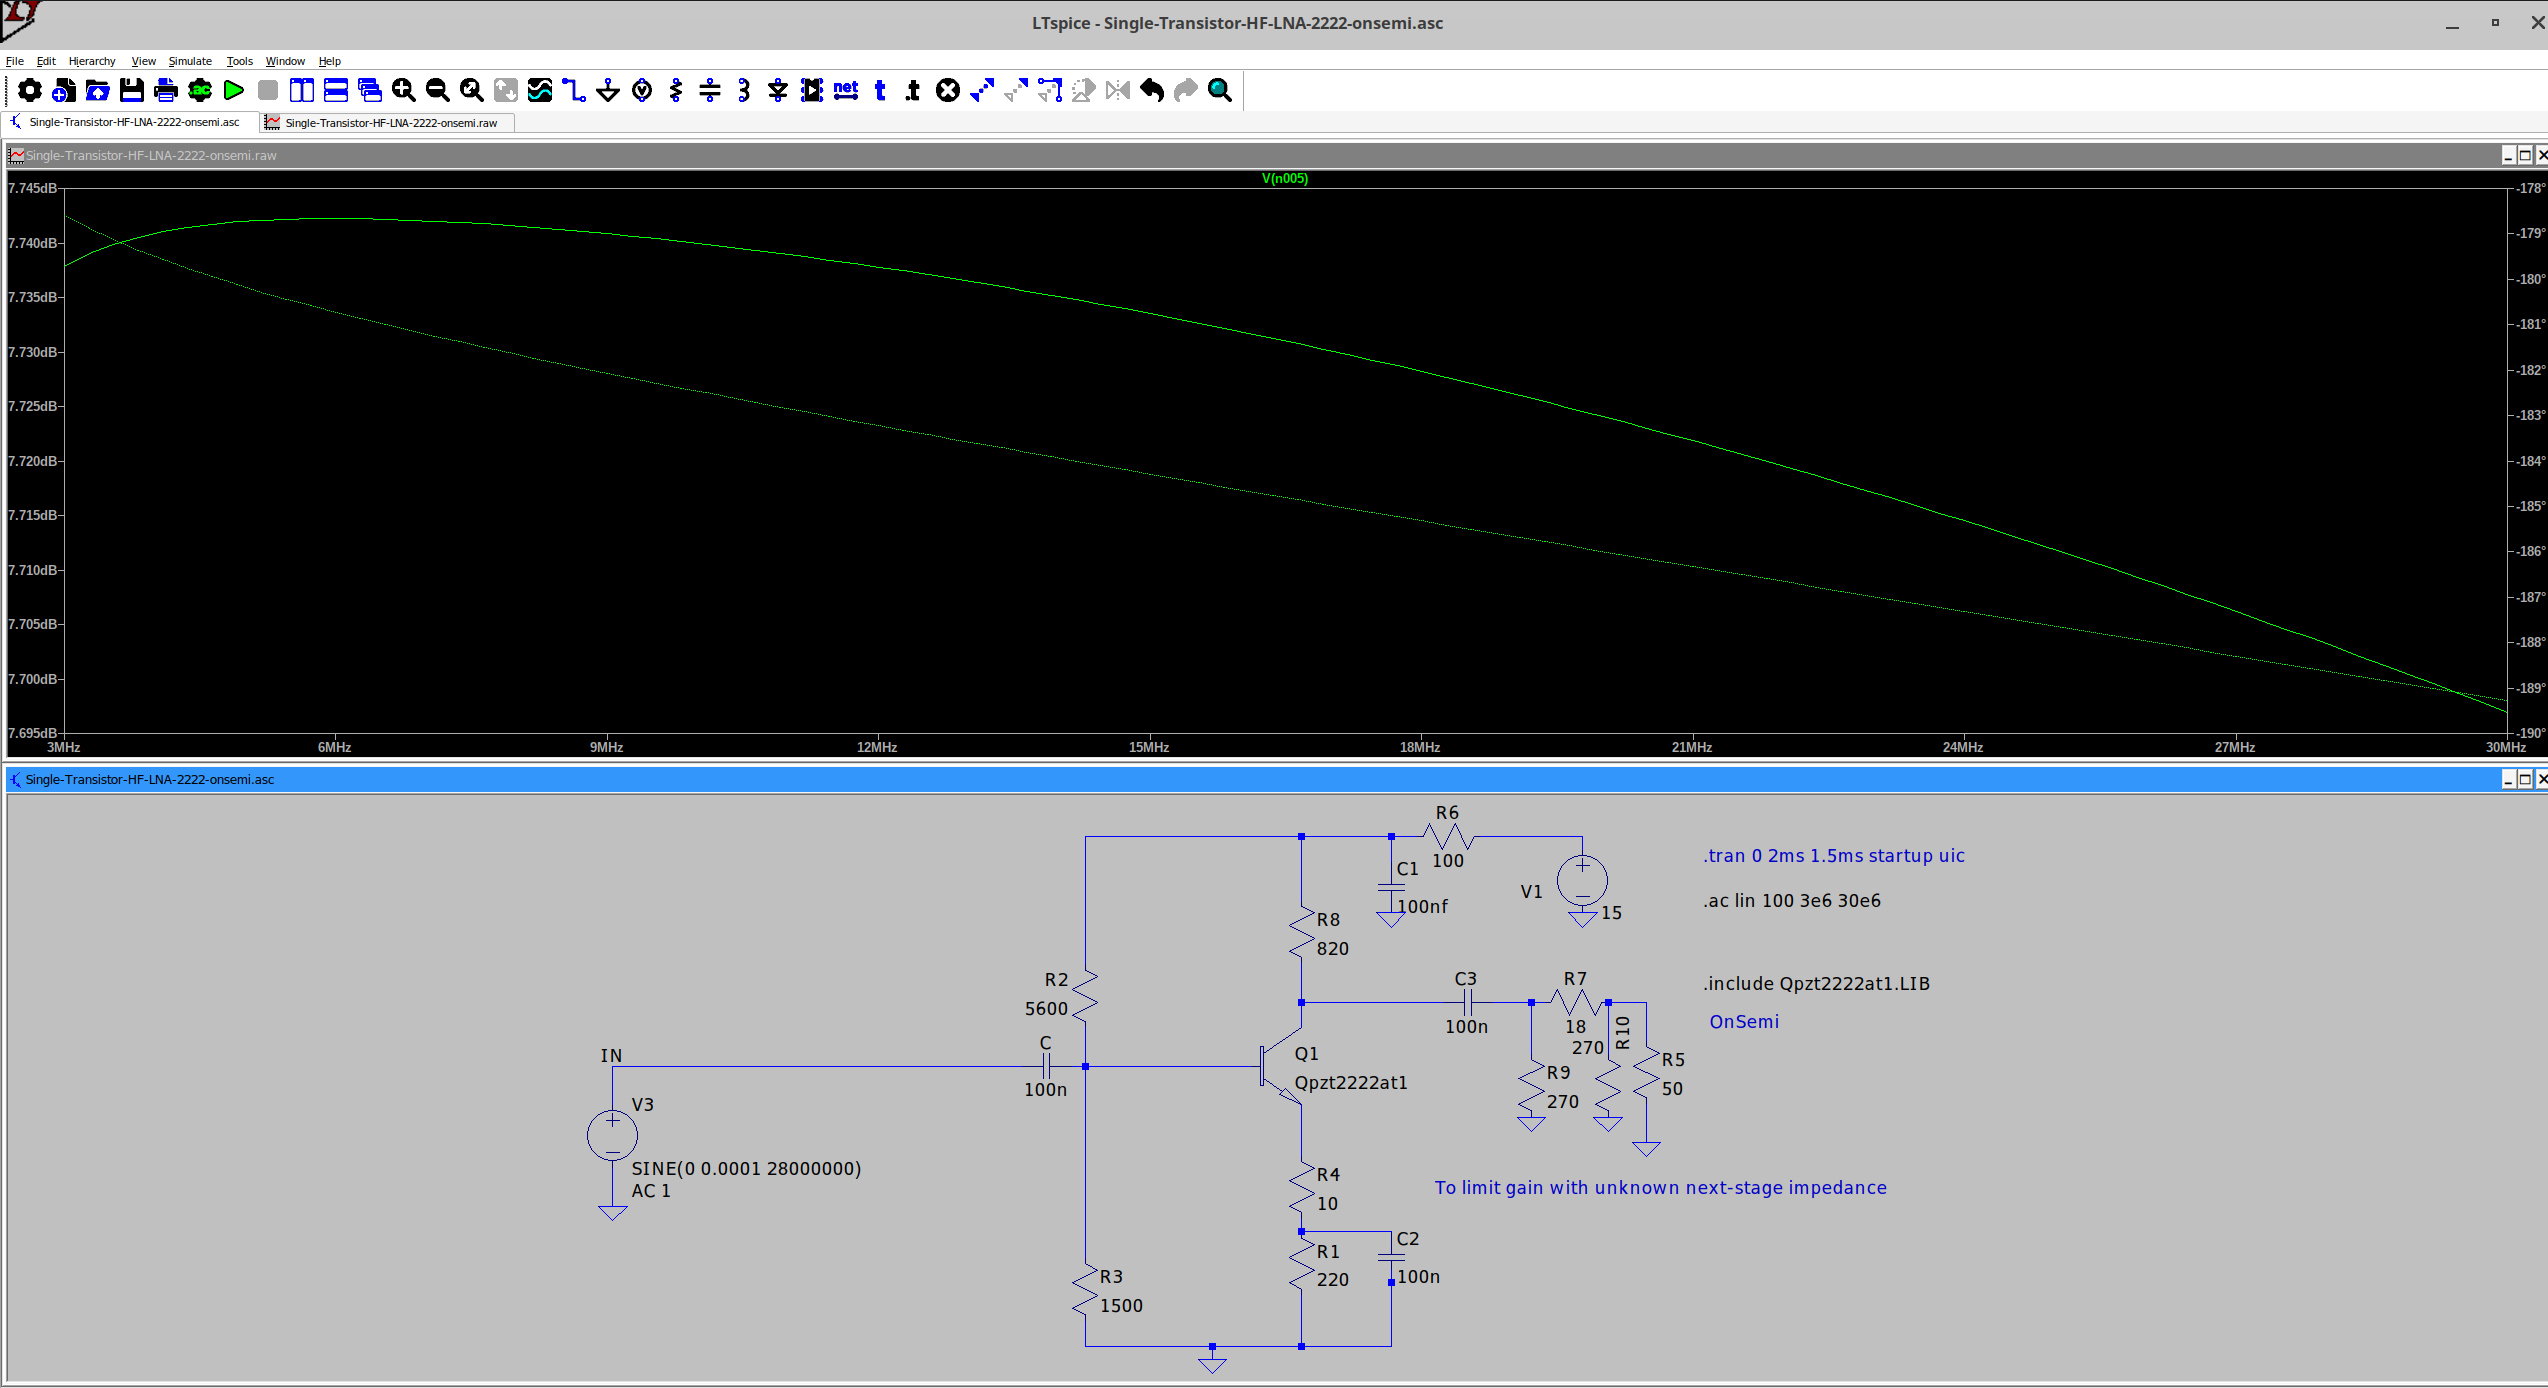 LTspice - Single-Transistor-HF-LNA-2222-onsemi.asc
File Edit Hierarchy View Simulate Tools Window Help
.ac net t .t
Single-Transistor-HF-LNA-2222-onsemi.asc Single-Transistor-HF-LNA-2222-onsemi.raw
Single-Transistor-HF-LNA-2222-onsemi.raw
V(n005)
7.745dB -178°
7.740dB -179°
7.735dB -180°
7.730dB -181°
7.725dB -182°
7.720dB -183°
7.715dB -184°
7.710dB -185°
7.705dB -186°
7.700dB -187°
7.695dB -188°
-189°
-190°
3MHz 6MHz 9MHz 12MHz 15MHz 18MHz 21MHz 24MHz 27MHz 30MHz
Single-Transistor-HF-LNA-2222-onsemi.asc
R6
100
C1
100nf
V1
15
.tran 0 2ms 1.5ms startup uic
.ac lin 100 3e6 30e6
R8
820
R2
5600
C3
100n
R7
18
.include Qpzt2222at1.LIB
OnSemi
270
R10
R5
50
R9
270
IN
C
100n
Q1
Qpzt2222at1
V3
SINE(0 0.0001 28000000)
AC 1
R4
10
To limit gain with unknown next-stage impedance
R1
220
C2
100n
R3
1500